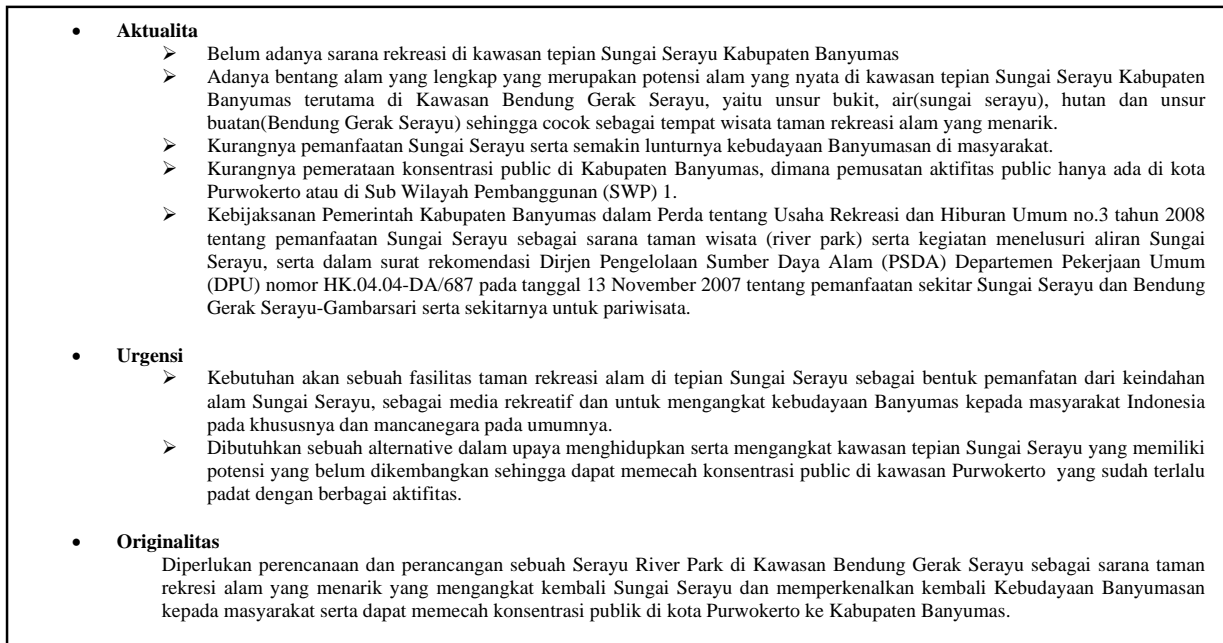 • Aktualita
➢ Belum adanya sarana rekreasi di kawasan tepian Sungai Serayu Kabupaten Banyumas
➢ Adanya bentang alam yang lengkap yang merupakan potensi alam yang nyata di kawasan tepian Sungai Serayu Kabupaten
Banyumas terutama di Kawasan Bendung Gerak Serayu, yaitu unsur bukit, air(sungai serayu), hutan dan unsur
buatan(Bendung Gerak Serayu) sehingga cocok sebagai tempat wisata taman rekreasi alam yang menarik.
➢ Kurangnya pemanfaatan Sungai Serayu serta semakin lunturnya kebudayaan Banyumasan di masyarakat.
➢ Kurangnya pemerataan konsentrasi public di Kabupaten Banyumas, dimana pemusatan aktifitas public hanya ada di kota
Purwokerto atau di Sub Wilayah Pembanguan (SWP) 1.
➢ Kebijaksanan Pemerintah Kabupaten Banyumas dalam Perda tentang Usaha Rekreasi dan Hiburan Umum no.3 tahun 2008
tentang pemanfaatan Sungai Serayu sebagai sarana taman wisata (river park) serta kegiatan menelusuri aliran Sungai
Serayu, serta dalam surat rekomendasi Dirjen Pengelolaan Sumber Daya Alam (PSDA) Departemen Pekerjaan Umum
(DPU) nomor HK.04.04-DA/687 pada tanggal 13 November 2007 tentang pemanfaatan sekitar Sungai Serayu dan Bendung
Gerak Serayu-Gambarsari serta sekitarnya untuk pariwisata.
• Urgensi
➢ Kebutuhan akan sebuah fasilitas taman rekreasi alam di tepian Sungai Serayu sebagai bentuk pemanfatan dari keindahan
alam Sungai Serayu, sebagai media rekreatif dan untuk mengangkat kebudayaan Banyumas kepada masyarakat Indonesia
pada khususnya dan mancanegara pada umumnya.
➢ Dibutuhkan sebuah alternative dalam upaya menghidupkan serta mengangkat kawasan tepian Sungai Serayu yang memiliki
potensi yang belum dikembangkan sehingga dapat memecah konsentrasi public di kawasan Purwokerto yang sudah terlalu
padat dengan berbagai aktifitas.
• Originalitas
Diperlukan perencanaan dan perancangan sebuah Serayu River Park di Kawasan Bendung Gerak Serayu sebagai sarana taman
rekresi alam yang menarik yang mengangkat kembali Sungai Serayu dan memperkenalkan kembali Kebudayaan Banyumasan
kepada masyarakat serta dapat memecah konsentrasi publik di kota Purwokerto ke Kabupaten Banyumas.